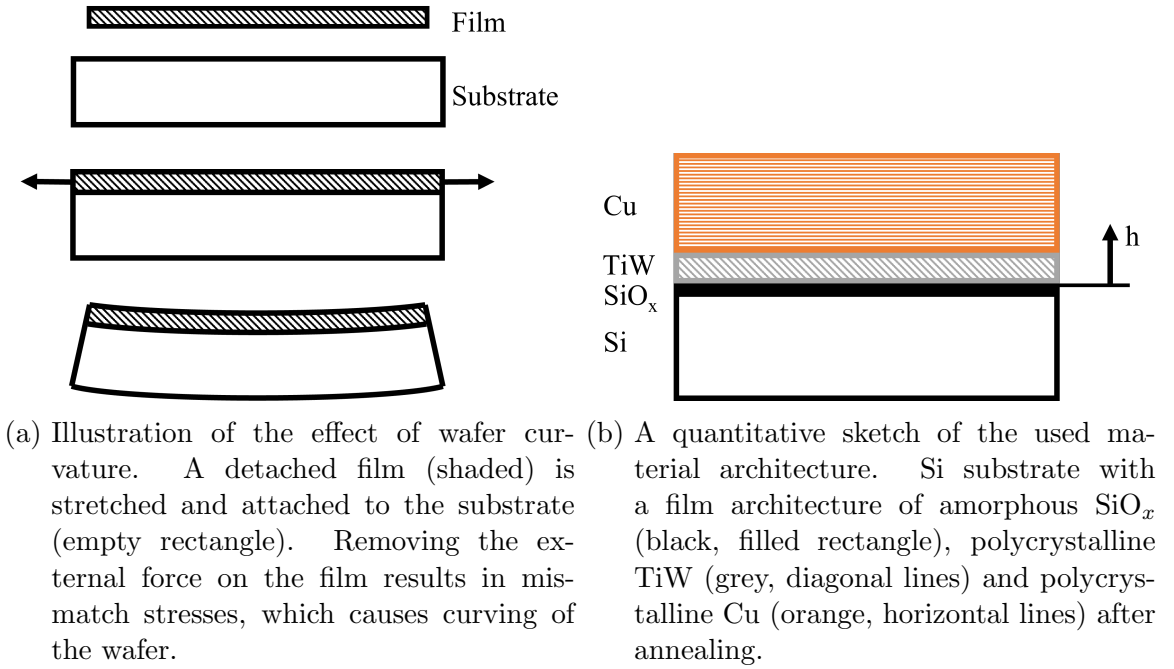 Film
Substrate
Cu
TiW
SiOx
Si
h
(a) Illustration of the effect of wafer cur-
vature. A detached film (shaded) is
stretched and attached to the substrate
(empty rectangle). Removing the ex-
ternal force on the film results in mis-
match stresses, which causes curving of
the wafer.
(b) A quantitative sketch of the used ma-
terial architecture. Si substrate with
a film architecture of amorphous SiOx
(black, filled rectangle), polycrystalline
TiW (grey, diagonal lines) and polycrys-
talline Cu (orange, horizontal lines) after
annealing.